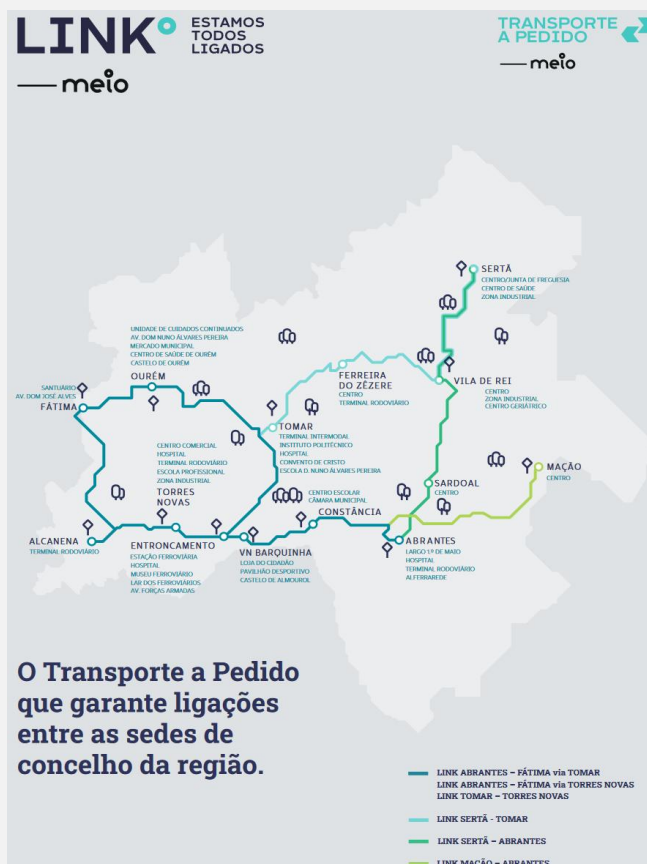 LINK
ESTAMOS
TODOS
LIGADOS
meio
TRANSPORTE
A PEDIDO
meio
SERTÃ
CENTRO/JUNTA DE FREGUESIA
CENTRO DE SAÚDE
ZONA INDUSTRIAL
UNIDADE DE CUIDADOS CONTINUADOS
AV. DOM NUNO ÁLVARES PEREIRA
MERCADO MUNICIPAL
CENTRO DE SAÚDE DE OURÉM
CASTELO DE OURÉM
OURÉM
SANTUÁRIO
AV. DOM JOSÉ ALVES
FÁTIMA
FERREIRA
DO ZÊZERE
CENTRO
TERMINAL RODOVIÁRIO
VILA DE REI
CENTRO
ZONA INDUSTRIAL
CENTRO GERIÁTRICO
TOMAR
TERMINAL INTERMODAL
INSTITUTO POLITÉCNICO
HOSPITAL
CONVENTO DE CRISTO
ESCOLA D. NUNO ÁLVARES PEREIRA
CENTRO COMERCIAL
HOSPITAL
TERMINAL RODOVIÁRIO
ESCOLA PROFISSIONAL
ZONA INDUSTRIAL
TORRES
NOVAS
MAÇÃO
CENTRO
SARDOAL
CENTRO
CENTRO ESCOLAR
CÂMARA MUNICIPAL
CONSTÂNCIA
ALCANENA
TERMINAL RODOVIÁRIO
ENTRONCAMENTO
ESTAÇÃO FERROVIÁRIA
HOSPITAL
MUSEU FERROVIÁRIO
LAR DOS FERROVIÁRIOS
AV. FORÇAS ARMADAS
VN BARQUINHA
LOJA DO CIDADÃO
PAVILHÃO DESPORTIVO
CASTELO DE ALMOUROL
ABRANTES
LARGO 1.º DE MAIO
HOSPITAL
TERMINAL RODOVIÁRIO
ALFERRAREDE
O Transporte a Pedido
que garante ligações
entre as sedes de
concelho da região.
LINK ABRANTES – FÁTIMA via TOMAR
LINK ABRANTES – FÁTIMA via TORRES NOVAS
LINK TOMAR – TORRES NOVAS
LINK SERTÃ - TOMAR
LINK SERTÃ – ABRANTES
LINK MAÇÃO – ABRANTES